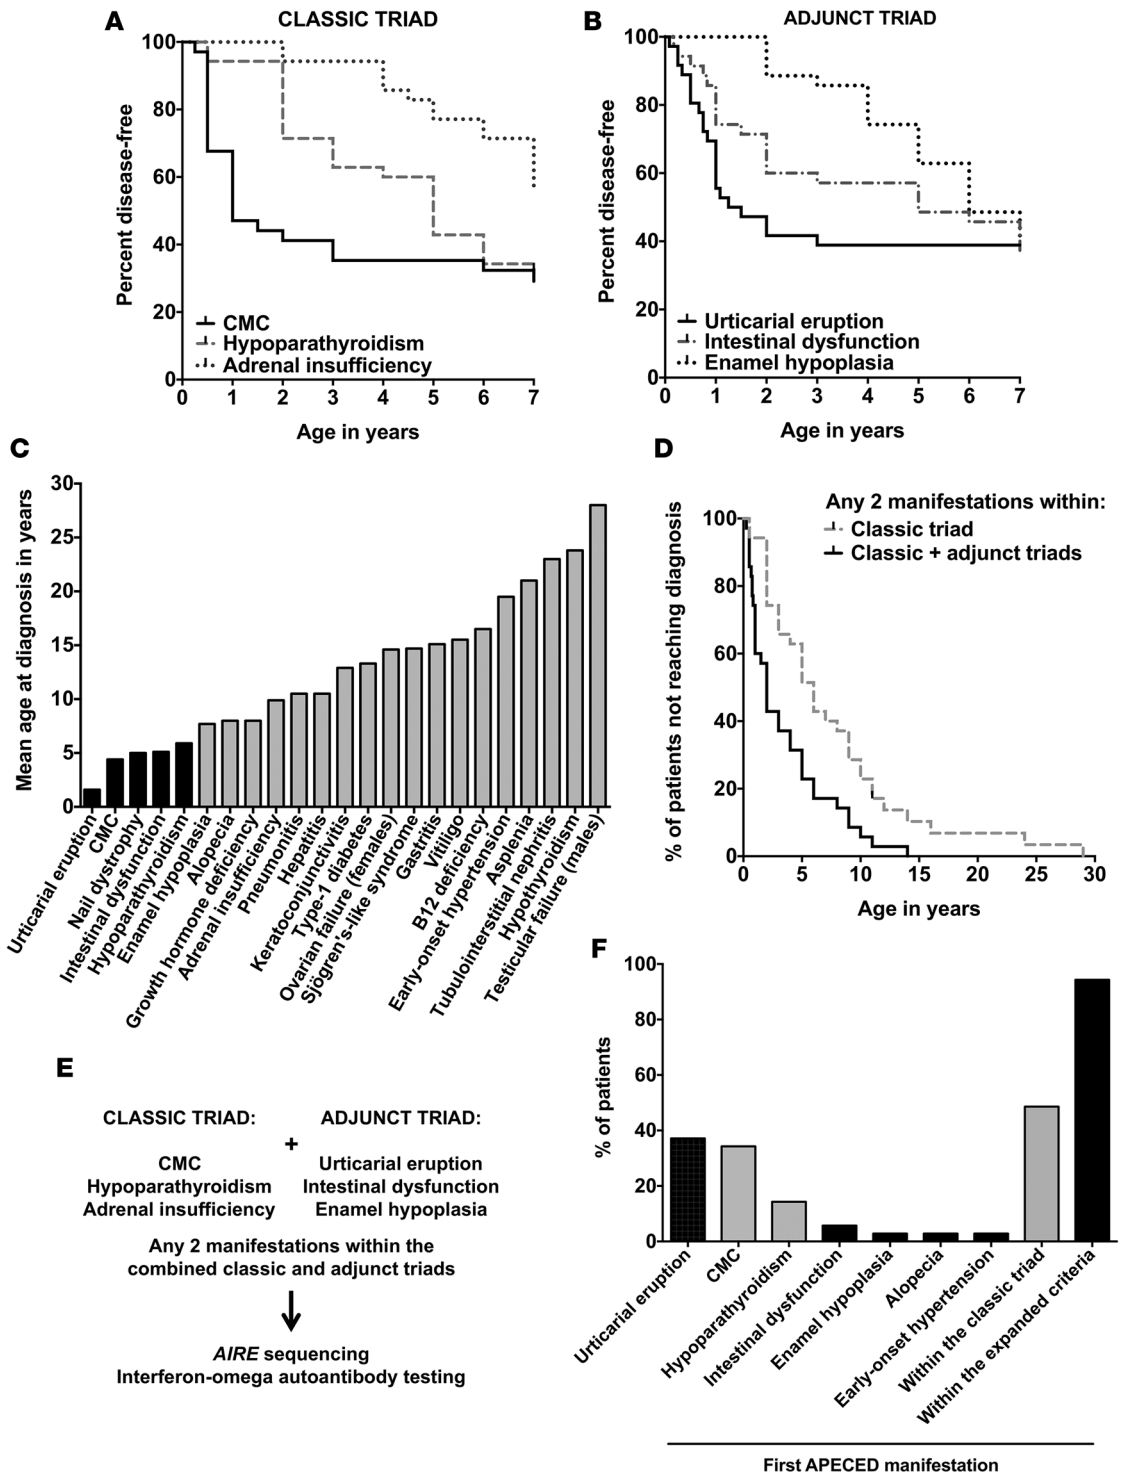 A
CLASSIC TRIAD
100
80
60
40
20
0
Percent disease-free
CMC
Hypoparathyroidism
Adrenal insufficiency
0 1 2 3 4 5 6 7
Age in years
B
ADJUNCT TRIAD
100
80
60
40
20
0
Percent disease-free
Urticarial eruption
Intestinal dysfunction
Enamel hypoplasia
0 1 2 3 4 5 6 7
Age in years
C
30
25
20
15
10
5
0
Mean age at diagnosis in years
Urticarial eruption
CMC
Nail dystrophy
Intestinal dysfunction
Hypoparathyroidism
Enamel hypoplasia
Alopecia
Growth hormone deficiency
Adrenal insufficiency
Pneumonitis
Hepatitis
Keratoconjunctivitis
Type-1 diabetes
Ovarian failure (females)
Sjögren's-like syndrome
Gastritis
Vitiligo
B12 deficiency
Early-onset hypertension
Asplenia
Tubulointerstitial nephritis
Hypothyroidism
Testicular failure (males)
D
Any 2 manifestations within:
Classic triad
Classic + adjunct triads
100
80
60
40
20
0
% of patients not reaching diagnosis
0 5 10 15 20 25 30
Age in years
E
CLASSIC TRIAD:
CMC
Hypoparathyroidism
Adrenal insufficiency
+
ADJUNCT TRIAD:
Urticarial eruption
Intestinal dysfunction
Enamel hypoplasia
Any 2 manifestations within the
combined classic and adjunct triads
AIRE sequencing
Interferon-omega autoantibody testing
F
100
80
60
40
20
0
% of patients
Urticarial eruption
CMC
Hypoparathyroidism
Intestinal dysfunction
Enamel hypoplasia
Alopecia
Early-onset hypertension
Within the classic triad
Within the expanded criteria
First APECED manifestation